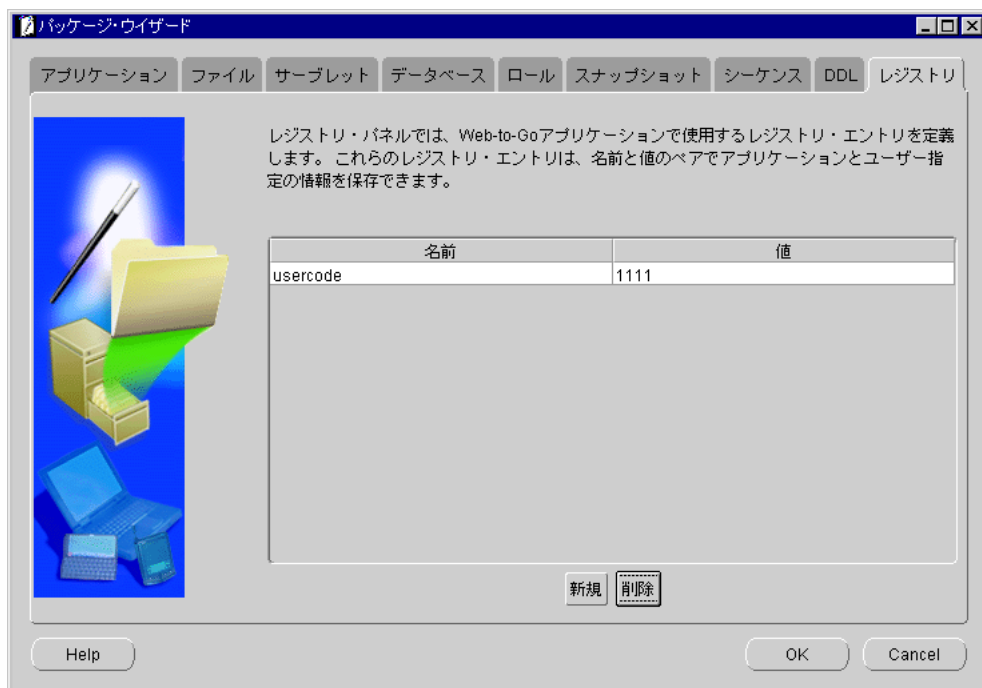 パッケージ・ウィザード
アプリケーション ファイル サーブレット データベース ロール スナップショット シーケンス DDL レジストリ
レジストリ・パネルでは、Web-to-Goアプリケーションで使用するレジストリ・エントリを定義
します。これらのレジストリ・エントリは、名前と値のペアでアプリケーションとユーザー指
定の情報を保存できます。
名前 値
usercode 1111
新規 削除
Help OK Cancel